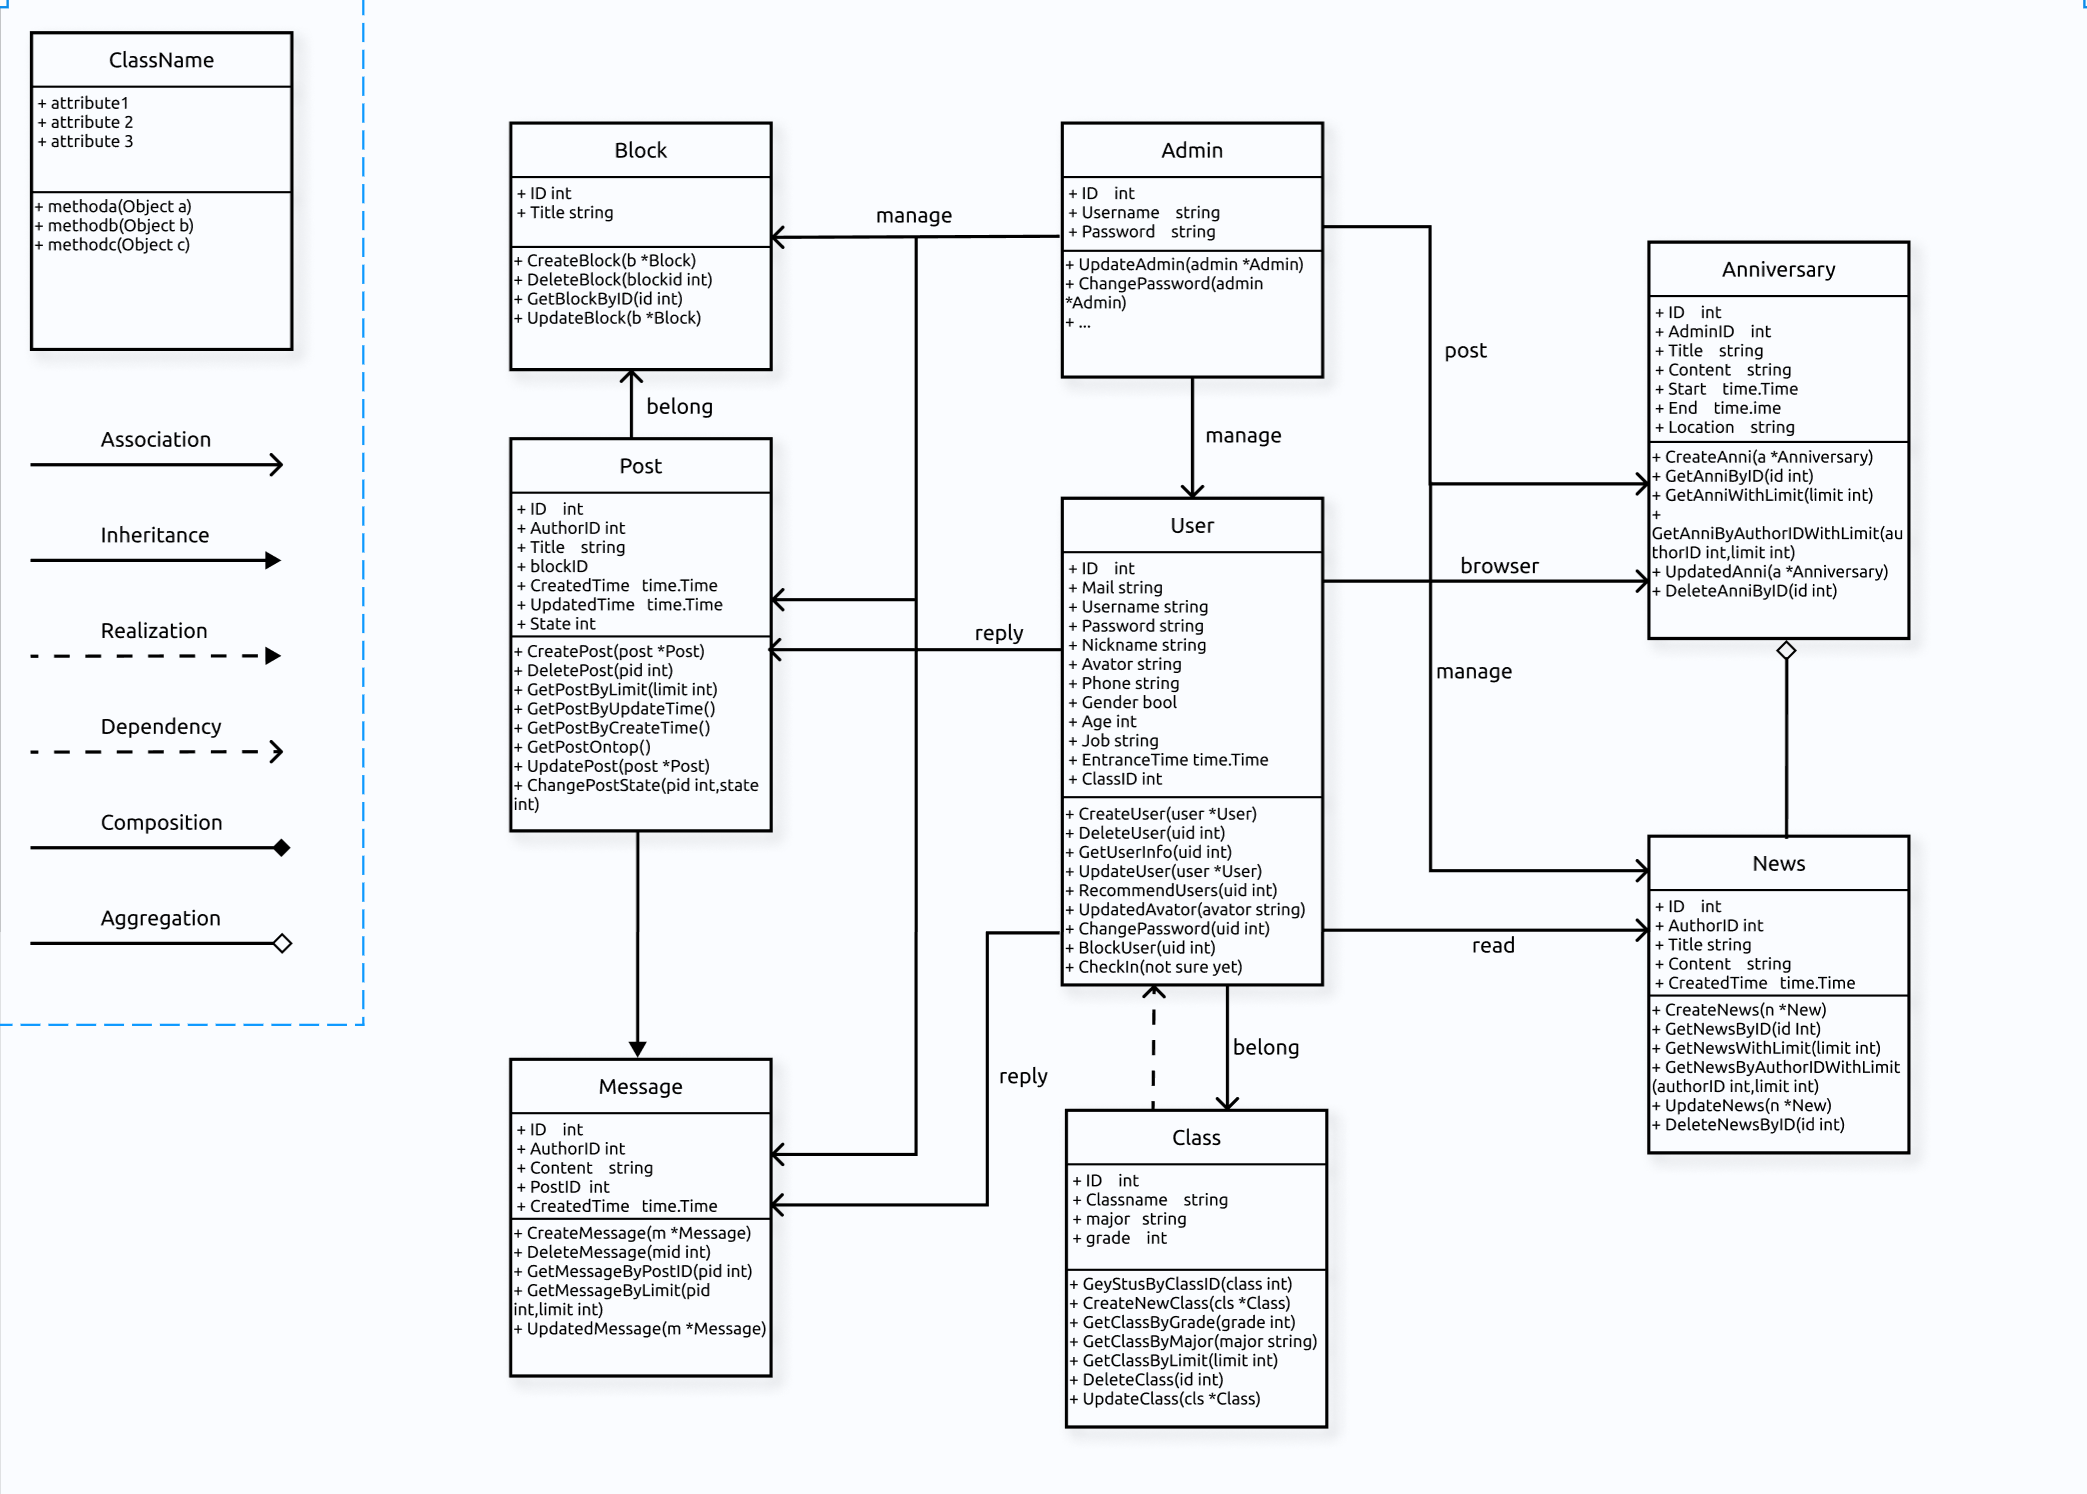 ClassName
+ attribute1
+ attribute 2
+ attribute 3
+ methoda(Object a)
+ methodb(Object b)
+ methodc(Object c)
Association
Inheritance
Realization
Dependency
Composition
Aggregation
Block
+ ID int
+ Title string
+ CreateBlock(b *Block)
+ DeleteBlock(blockid int)
+ GetBlockByID(id int)
+ UpdateBlock(b *Block)
manage
Admin
+ ID int
+ Username string
+ Password string
+ UpdateAdmin(admin *Admin)
+ ChangePassword(admin
*Admin)
+ ...
post
Anniversary
+ ID int
+ AdminID int
+ Title string
+ Content string
+ Start time.Time
+ End time.ime
+ Location string
+ CreateAnni(a *Anniversary)
+ GetAnniByID(id int)
+ GetAnniWithLimit(limit int)
+
GetAnniByAuthorIDWithLimit(au
thorID int,limit int)
+ UpdatedAnni(a *Anniversary)
+ DeleteAnniByID(id int)
belong
manage
Post
+ ID int
+ AuthorID int
+ Title string
+ blockID
+ CreatedTime time.Time
+ UpdatedTime time.Time
+ State int
+ CreatePost(post *Post)
+ DeletePost(pid int)
+ GetPostByLimit(limit int)
+ GetPostByUpdateTime()
+ GetPostByCreateTime()
+ GetPostOntop()
+ UpdatePost(post *Post)
+ ChangePostState(pid int,state
int)
reply
User
+ ID int
+ Mail string
+ Username string
+ Password string
+ Nickname string
+ Avator string
+ Phone string
+ Gender bool
+ Age int
+ Job string
+ EntranceTime time.Time
+ ClassID int
+ CreateUser(user *User)
+ DeleteUser(uid int)
+ GetUserInfo(uid int)
+ UpdateUser(user *User)
+ RecommendUsers(uid int)
+ UpdatedAvator(avator string)
+ ChangePassword(uid int)
+ BlockUser(uid int)
+ CheckIn(not sure yet)
browser
manage
read
News
+ ID int
+ AuthorID int
+ Title string
+ Content string
+ CreatedTime time.Time
+ CreateNews(n *New)
+ GetNewsByID(id Int)
+ GetNewsWithLimit(limit int)
+ GetNewsByAuthorIDWithLimit
(authorID int,limit int)
+ UpdateNews(n *New)
+ DeleteNewsByID(id int)
belong
reply
Message
+ ID int
+ AuthorID int
+ Content string
+ PostID int
+ CreatedTime time.Time
+ CreateMessage(m *Message)
+ DeleteMessage(mid int)
+ GetMessageByPostID(pid int)
+ GetMessageByLimit(pid
int,limit int)
+ UpdatedMessage(m *Message)
Class
+ ID int
+ Classname string
+ major string
+ grade int
+ GeyStusByClassID(class int)
+ CreateNewClass(cls *Class)
+ GetClassByGrade(grade int)
+ GetClassByMajor(major string)
+ GetClassByLimit(limit int)
+ DeleteClass(id int)
+ UpdateClass(cls *Class)